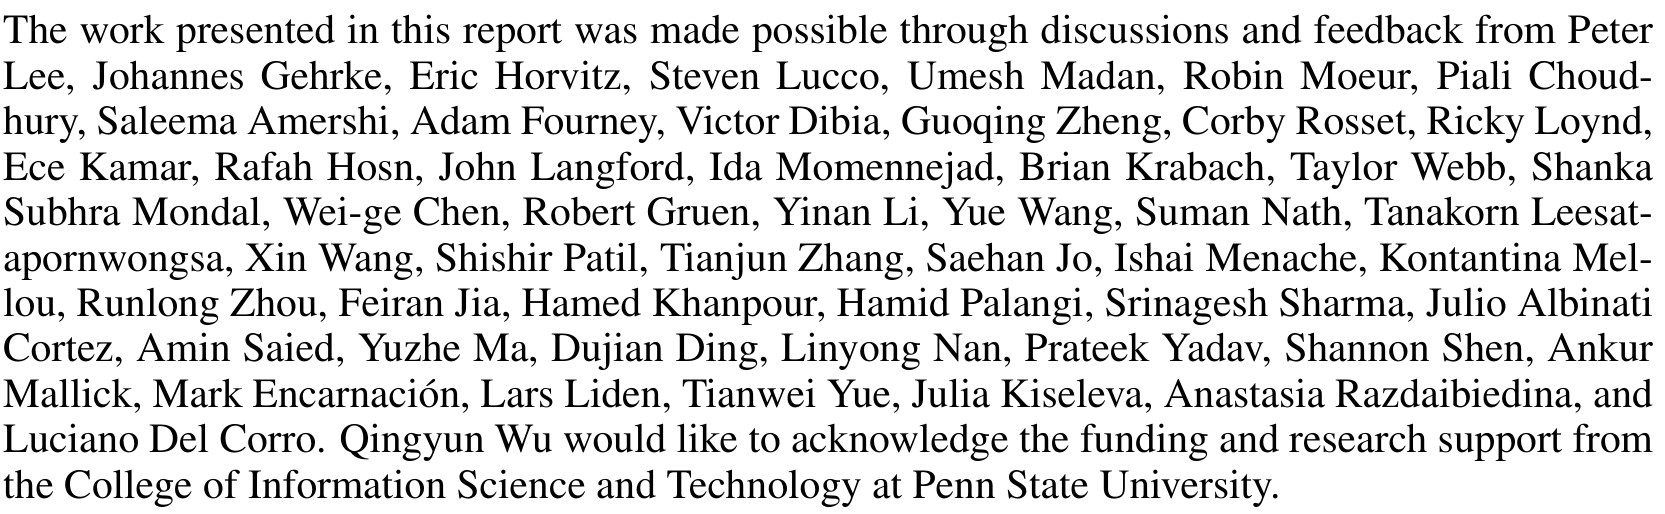 The work presented in this report was made possible through discussions and feedback from Peter
Lee, Johannes Gehrke, Eric Horvitz, Steven Lucco, Umesh Madan, Robin Moeur, Piali Choud-
hury, Saleema Amershi, Adam Fourney, Victor Dibia, Guoqing Zheng, Corby Rosset, Ricky Loynd,
Ece Kamar, Rafah Hosn, John Langford, Ida Momennejad, Brian Krabach, Taylor Webb, Shanka
Subhra Mondal, Wei-ge Chen, Robert Gruen, Yinan Li, Yue Wang, Suman Nath, Tanakorn Leesat-
apornwongsa, Xin Wang, Shishir Patil, Tianjun Zhang, Saehan Jo, Ishai Menache, Kontantina Mel-
lou, Runlong Zhou, Feiran Jia, Hamed Khanpour, Hamid Palangi, Srinagesh Sharma, Julio Albinati
Cortez, Amin Saied, Yuzhe Ma, Dujian Ding, Linyong Nan, Prateek Yadav, Shannon Shen, Ankur
Mallick, Mark Encarnación, Lars Liden, Tianwei Yue, Julia Kiseleva, Anastasia Razdaibiedina, and
Luciano Del Corro. Qingyun Wu would like to acknowledge the funding and research support from
the College of Information Science and Technology at Penn State University.